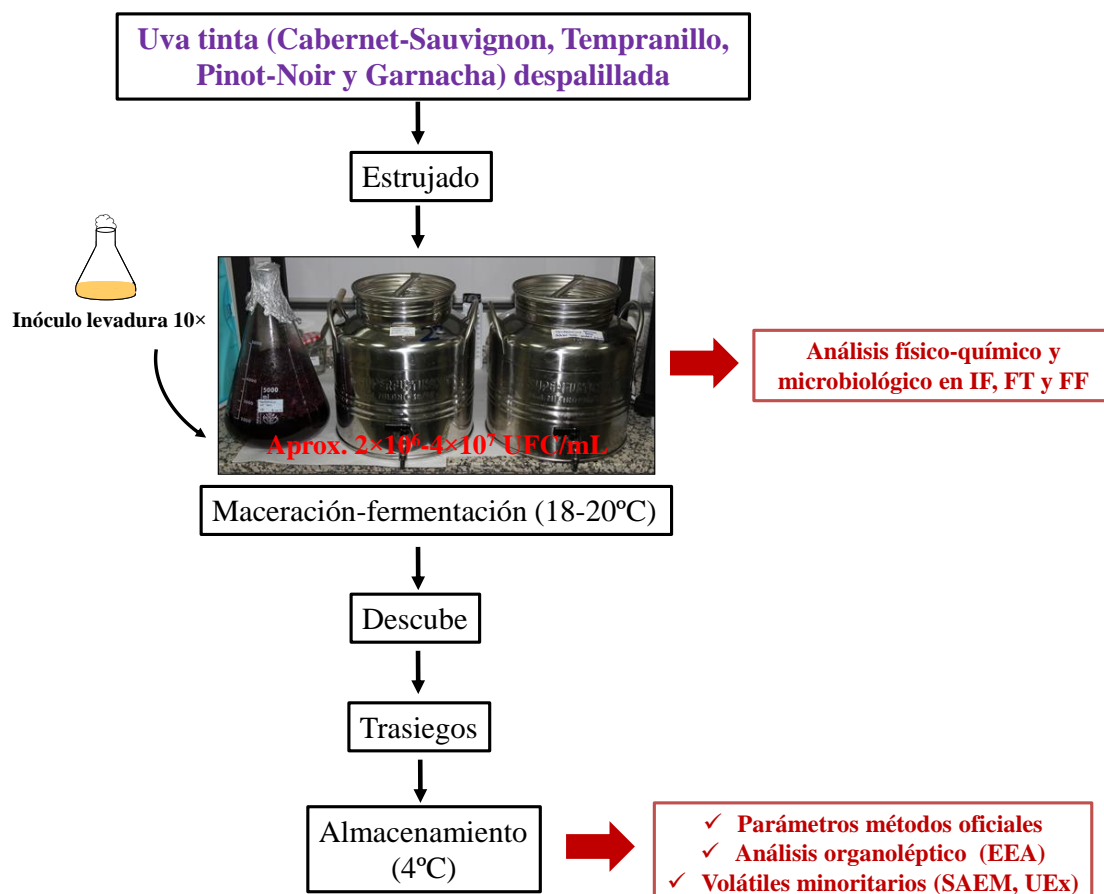 Uva tinta (Cabernet-Sauvignon, Tempranillo,
Pinot-Noir y Garnacha) despalillada
Estrujado
Inóculo levadura 10×
Aprox. 2×10⁶-4×10⁷ UFC/mL
Análisis físico-químico y
microbiológico en IF, FT y FF
Maceración-fermentación (18-20ºC)
Descube
Trasiegos
Almacenamiento
(4ºC)
✓ Parámetros métodos oficiales
✓ Análisis organoléptico (EEA)
✓ Volátiles minoritarios (SAEM, UEx)